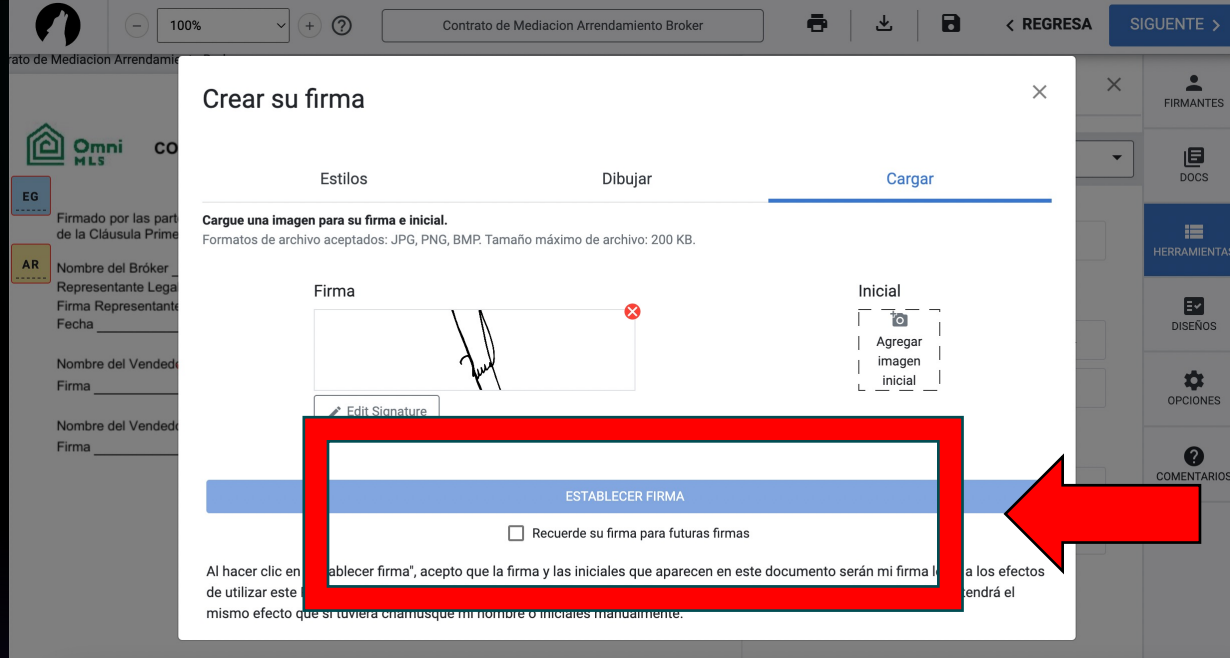 100%
Contrato de Mediacion Arrendamiento Broker
REGRESA
SIGUENTE
rato de Mediacion Arrendamie
Crear su firma
FIRMANTES
Omni
MLS
CO
Estilos
Dibujar
Cargar
DOCS
EG
Cargue una imagen para su firma e inicial.
Formatos de archivo aceptados: JPG, PNG, BMP. Tamaño máximo de archivo: 200 KB.
Firmado por las part
de la Cláusula Prime
HERRAMIENTAS
AR
Nombre del Bróker
Representante Lega
Firma Representante
Fecha
Firma
Inicial
Agregar
imagen
inicial
DISEÑOS
Nombre del Vended
Firma
OPCIONES
Edit Signature
Nombre del Vended
Firma
COMENTARIOS
ESTABLECER FIRMA
Recuerde su firma para futuras firmas
Al hacer clic en ablecer firma", acepto que la firma y las iniciales que aparecen en este documento serán mi firma l a los efectos
de utilizar este tendrá el
mismo efecto que si tuviera chamusque mi nombre o iniciales manualmente.